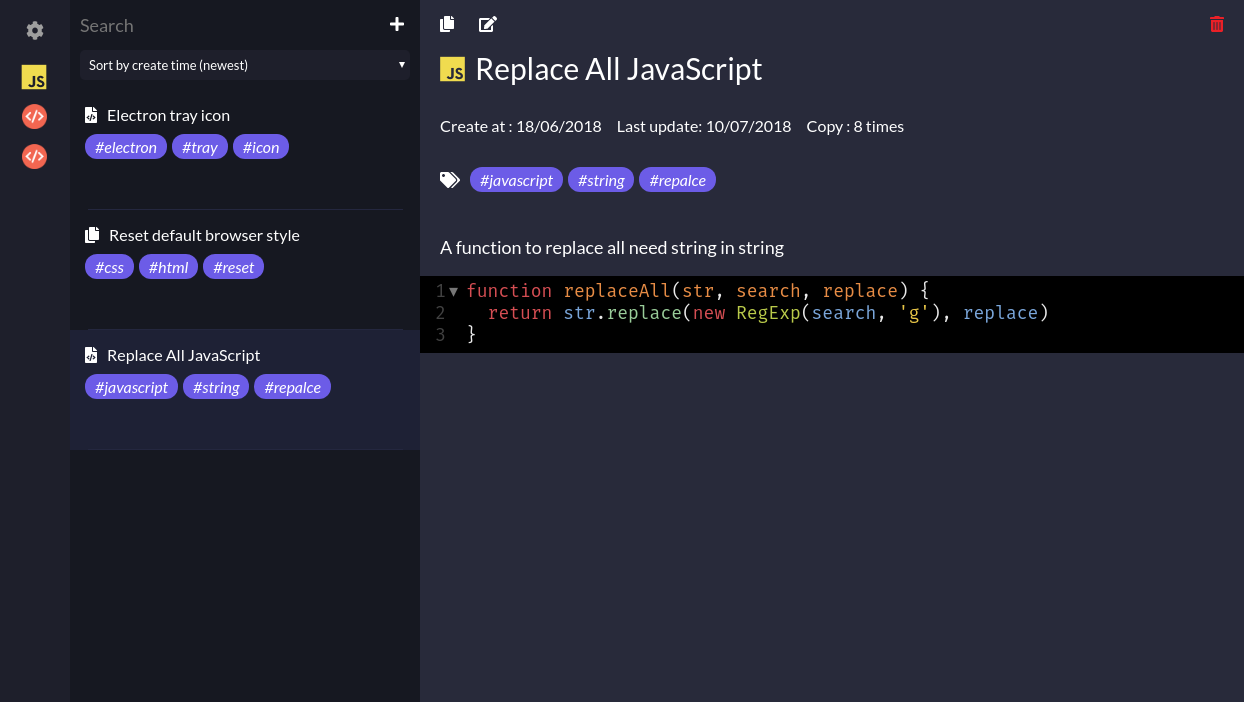 Search
Sort by create time (newest)
JS
Electron tray icon
#electron #tray #icon
Reset default browser style
#css #html #reset
Replace All JavaScript
#javascript #string #repalce
JS Replace All JavaScript
Create at : 18/06/2018 Last update: 10/07/2018 Copy : 8 times
#javascript #string #repalce
A function to replace all need string in string
1 function replaceAll(str, search, replace) {
2 return str.replace(new RegExp(search, 'g'), replace)
3 }